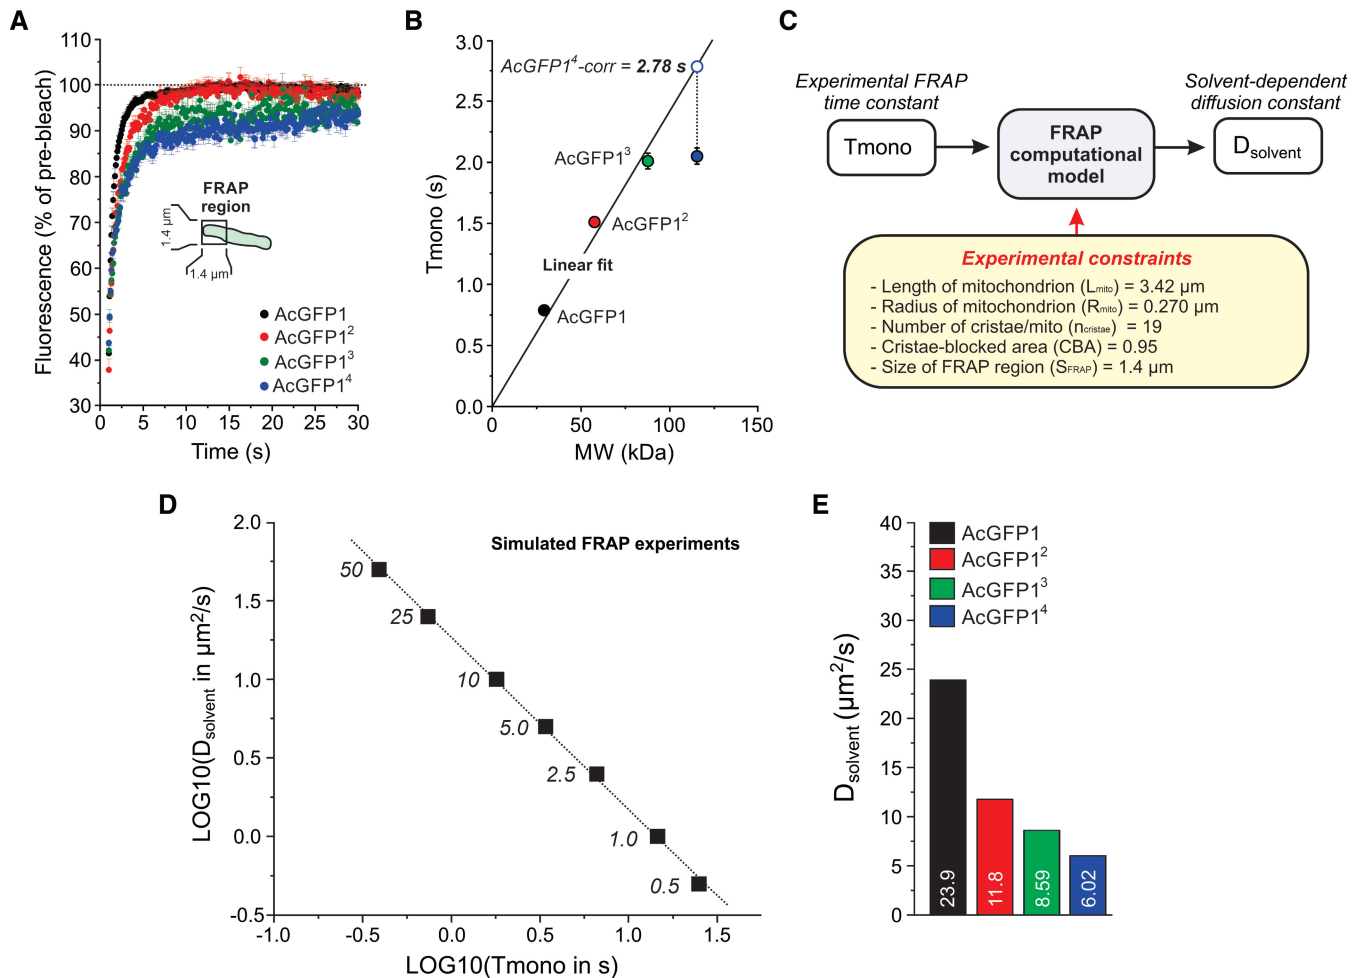 A
110
100
90
80
70
60
50
40
30
Fluorescence (% of pre-bleach)
0
5
10
15
20
25
30
Time (s)
FRAP
region
1.4 µm
1.4 µm
AcGFP1
AcGFP1²
AcGFP1³
AcGFP1⁴
B
3.0
2.5
2.0
1.5
1.0
0.5
0.0
Tmono (s)
0
50
100
150
MW (kDa)
AcGFP1⁴-corr = 2.78 s
AcGFP1³
AcGFP1²
Linear fit
AcGFP1
C
Experimental FRAP
time constant
Tmono
FRAP
computational
model
Solvent-dependent
diffusion constant
Dsolvent
Experimental constraints
- Length of mitochondrion (Lmito) = 3.42 µm
- Radius of mitochondrion (Rmito) = 0.270 µm
- Number of cristae/mito (ncristae) = 19
- Cristae-blocked area (CBA) = 0.95
- Size of FRAP region (SFRAP) = 1.4 µm
D
2.0
1.5
1.0
0.5
0.0
-0.5
LOG10(Dsolvent in µm²/s)
Simulated FRAP experiments
50
25
10
5.0
2.5
1.0
0.5
-1.0
-0.5
0.0
0.5
1.0
1.5
LOG10(Tmono in s)
E
40
35
30
25
20
15
10
5
0
Dsolvent (µm²/s)
AcGFP1
AcGFP1²
AcGFP1³
AcGFP1⁴
23.9
11.8
8.59
6.02